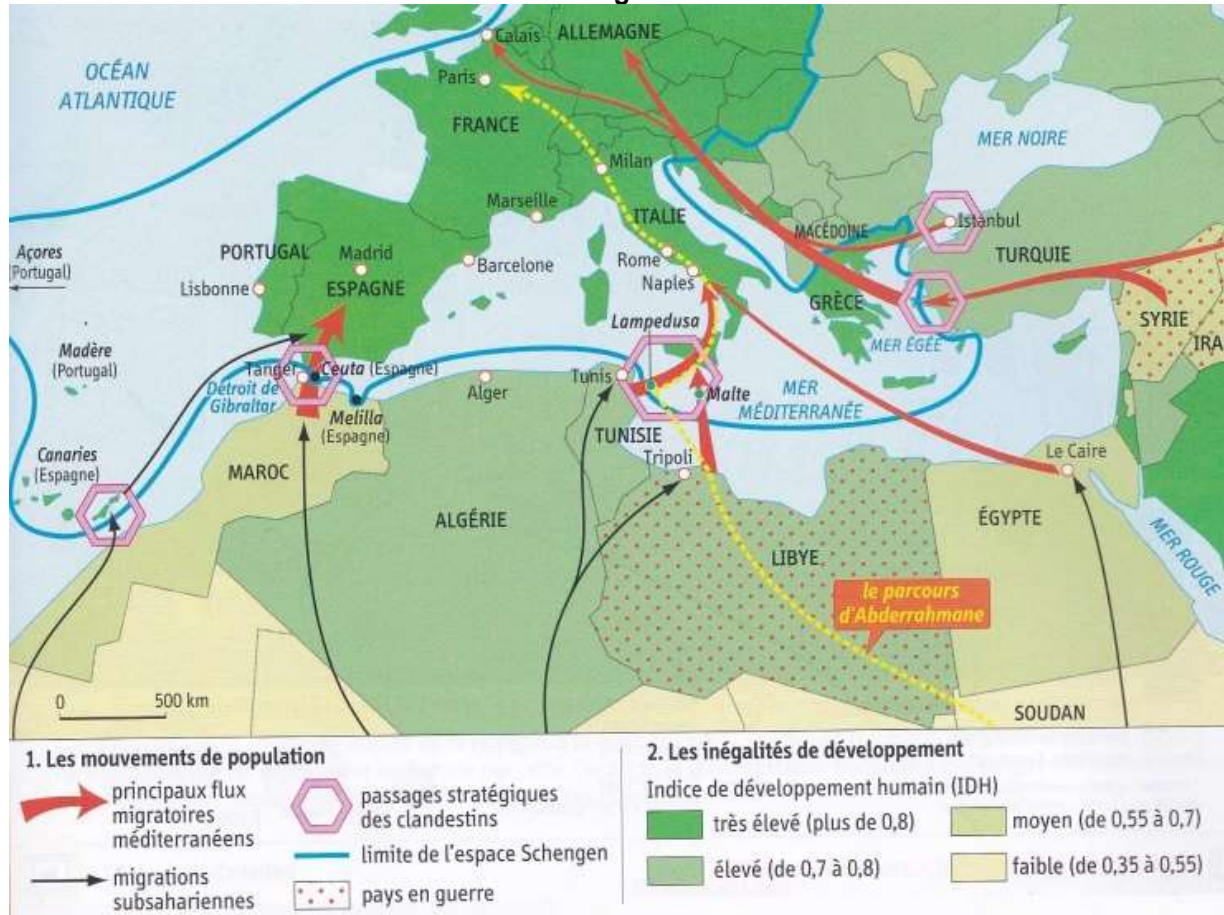 Calais
ALLEMAGNE
OCÉAN
ATLANTIQUE
Paris
FRANCE
MER NOIRE
Milan
Marseille
ITALIE
Istanbul
MACÉDOINE
Açores
(Portugal)
PORTUGAL
Madrid
Barcelone
Rome
TURQUIE
Lisbonne
ESPAGNE
Naples
GRÈCE
Lampedusa
SYRIE
Madère
(Portugal)
MER ÉGÉE
IRA
Tanger
Ceuta (Espagne)
Tunis
Détroit de
Gibraltar
Alger
Malte
MER
MÉDITERRANÉE
Melilla
(Espagne)
TUNISIE
Canaries
(Espagne)
MAROC
Tripoli
Le Caire
ALGÉRIE
ÉGYPTE
MER ROUGE
LIBYE
le parcours
d'Abderrahmane
0 500 km
SOUDAN
1. Les mouvements de population
principaux flux
migratoires
méditerranéens
migrations
subsahariennes
passages stratégiques
des clandestins
limite de l'espace Schengen
pays en guerre
2. Les inégalités de développement
Indice de développement humain (IDH)
très élevé (plus de 0,8)
élevé (de 0,7 à 0,8)
moyen (de 0,55 à 0,7)
faible (de 0,35 à 0,55)